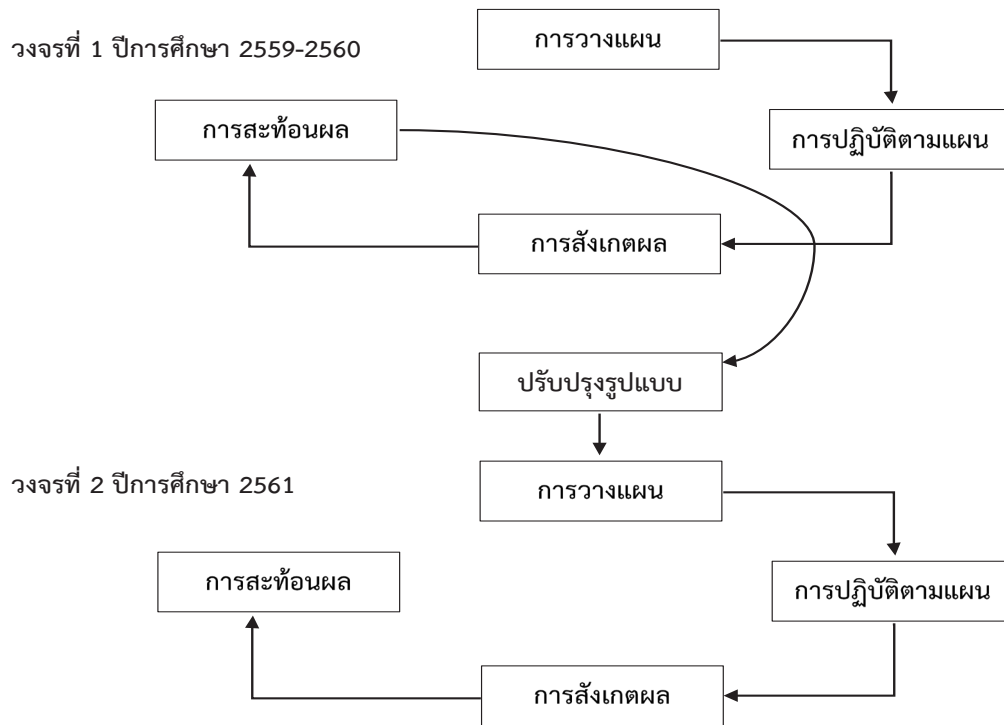 วงจรที่ 1 ปีการศึกษา 2559-2560
การวางแผน
การปฏิบัติตามแผน
การสังเกตผล
การสะท้อนผล
ปรับปรุงรูปแบบ
วงจรที่ 2 ปีการศึกษา 2561
การวางแผน
การปฏิบัติตามแผน
การสังเกตผล
การสะท้อนผล